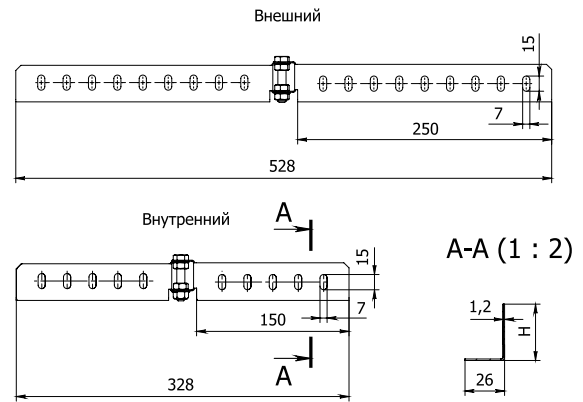 Внешний
15
7
250
528
Внутренний
А
А-А (1 : 2)
15
1,2
Н
7
150
26
А
328